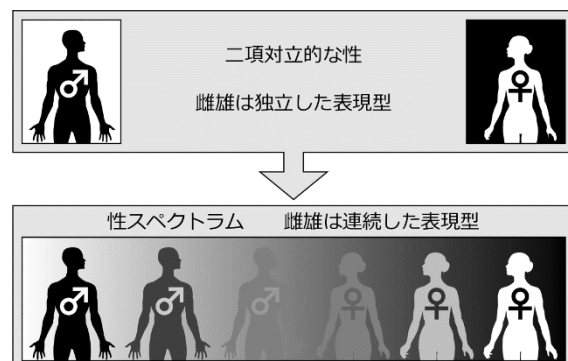 二項対立的な性
雌雄は独立した表現型
性スペクトラム　　雌雄は連続した表現型